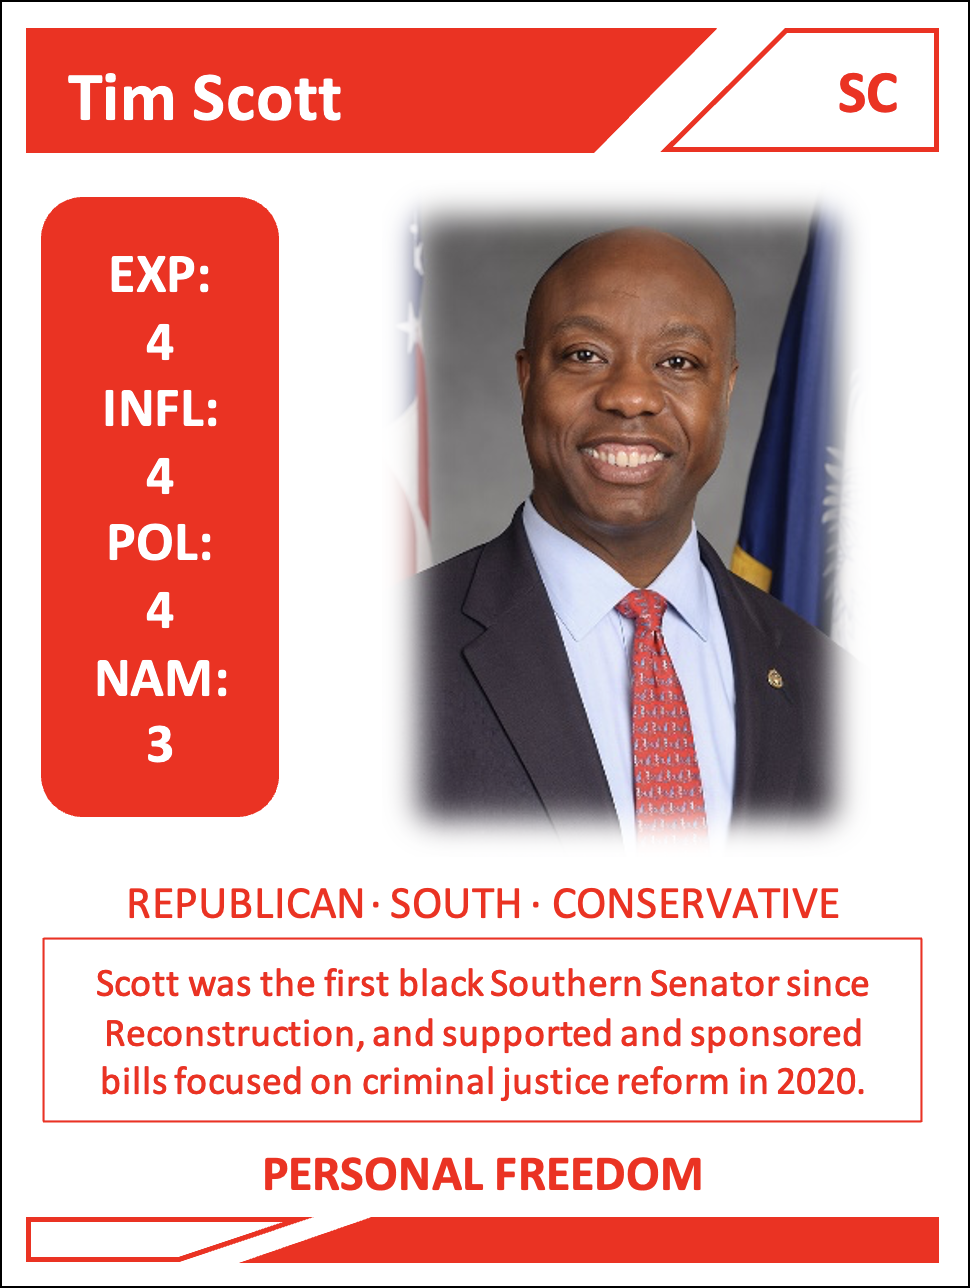 Tim Scott
SC
EXP:
4
INFL:
4
POL:
4
NAM:
3
REPUBLICAN · SOUTH · CONSERVATIVE
Scott was the first black Southern Senator since
Reconstruction, and supported and sponsored
bills focused on criminal justice reform in 2020.
PERSONAL FREEDOM